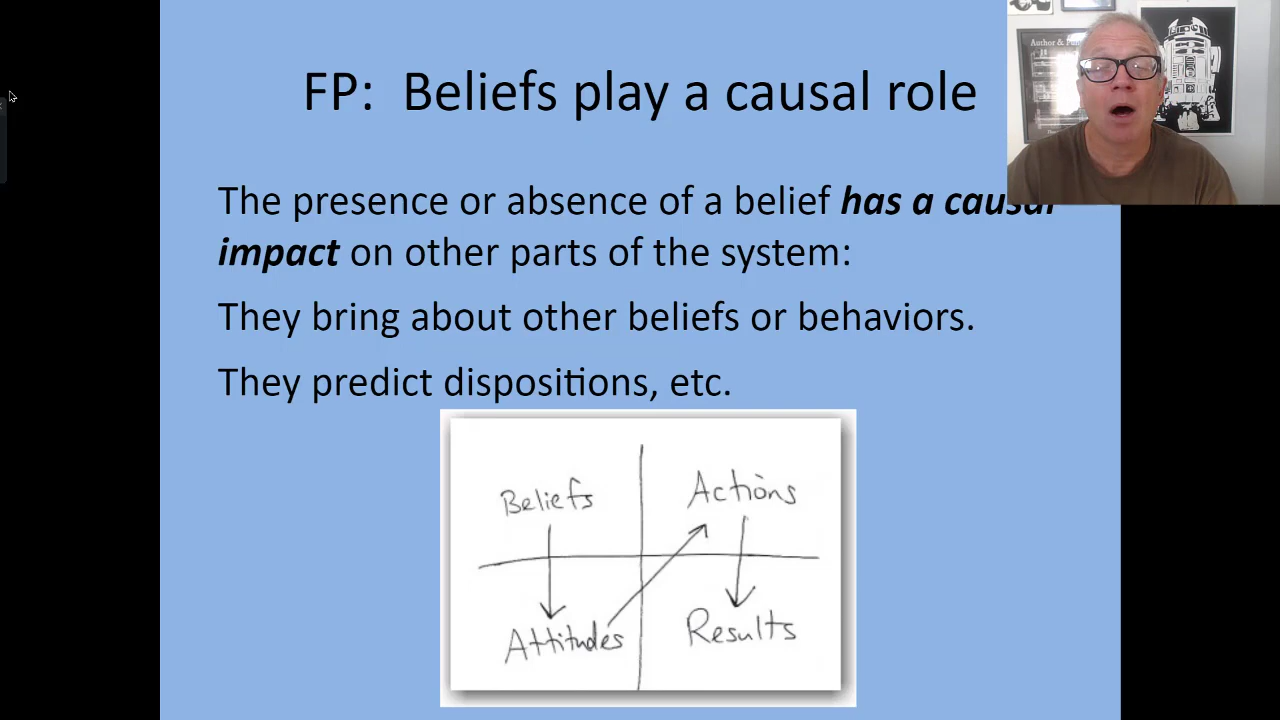 FP: Beliefs play a causal role
The presence or absence of a belief has a causal
impact on other parts of the system:
They bring about other beliefs or behaviors.
They predict dispositions, etc.
Beliefs
Actions
Attitudes
Results
Author &